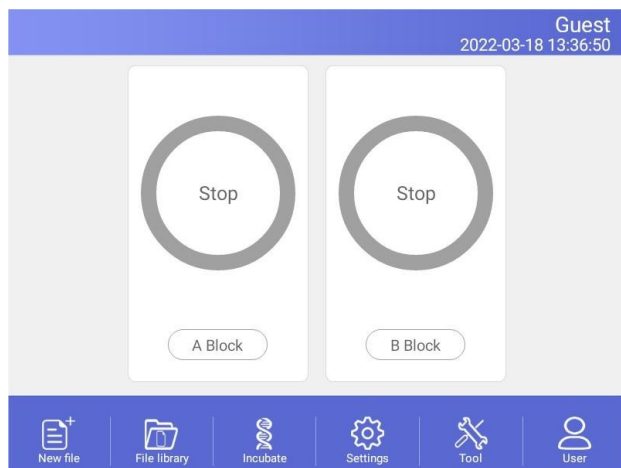 Guest
2022-03-18 13:36:50
Stop
Stop
A Block
B Block
New file
File library
Incubate
Settings
Tool
User